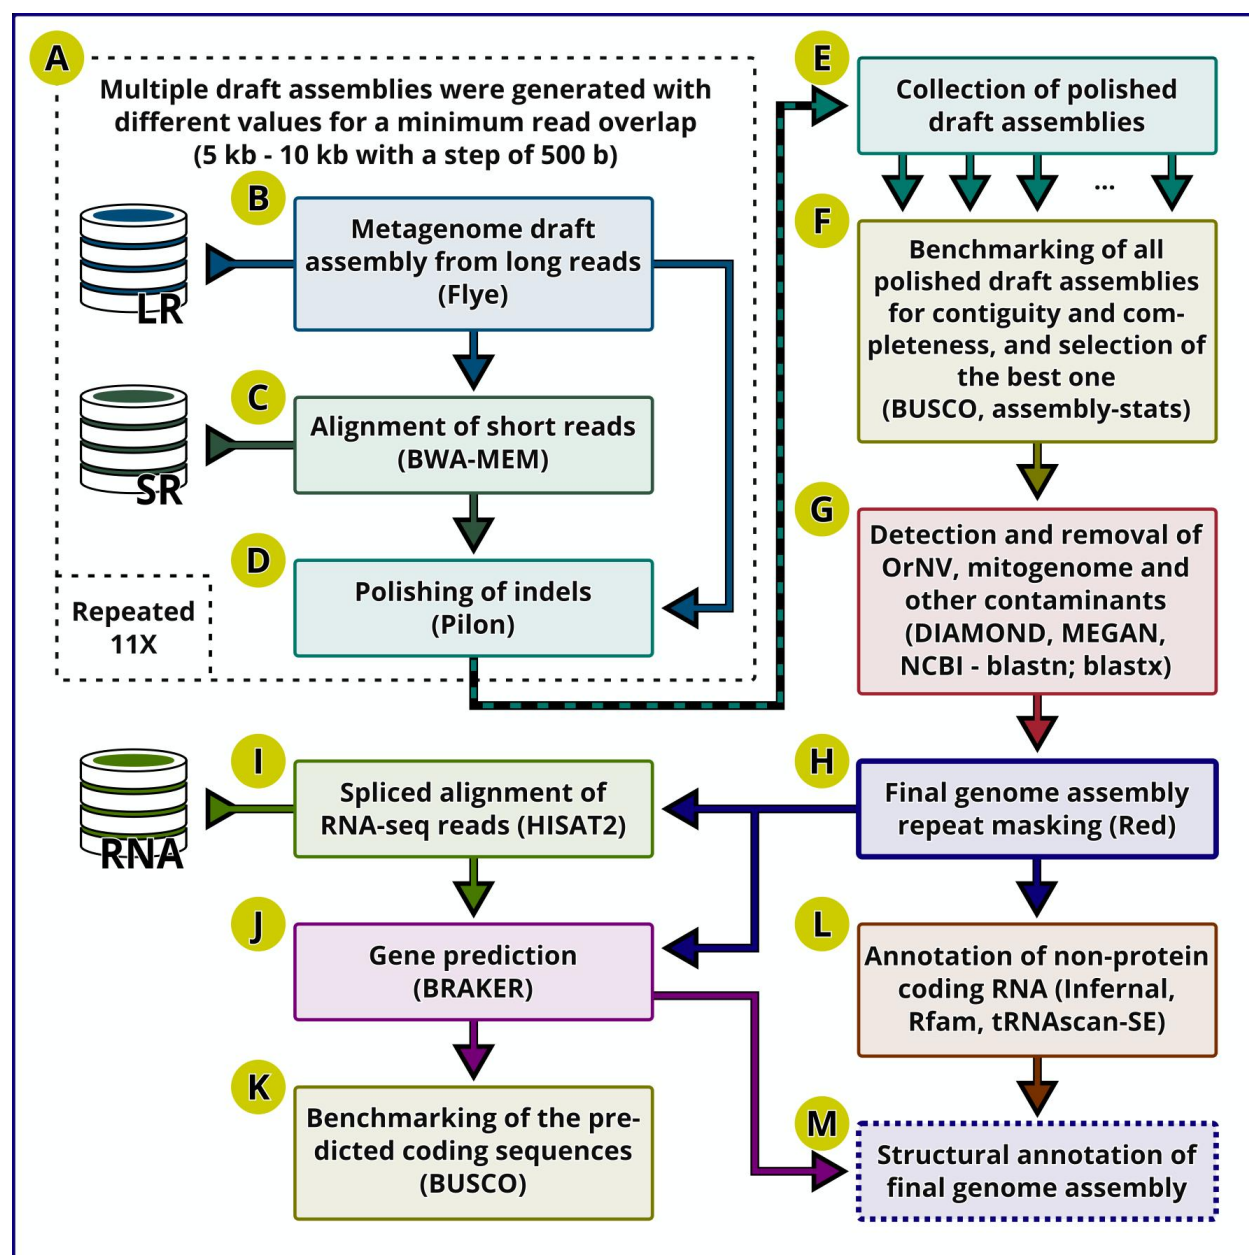 A
Multiple draft assemblies were generated with
different values for a minimum read overlap
(5 kb - 10 kb with a step of 500 b)
LR
B
Metagenome draft
assembly from long reads
(Flye)
SR
C
Alignment of short reads
(BWA-MEM)
D
Polishing of indels
(Pilon)
Repeated
11X
E
Collection of polished
draft assemblies
...
F
Benchmarking of all
polished draft assemblies
for contiguity and com-
pleteness, and selection of
the best one
(BUSCO, assembly-stats)
G
Detection and removal of
OrNV, mitogenome and
other contaminants
(DIAMOND, MEGAN,
NCBI - blastn; blastx)
H
Final genome assembly
repeat masking (Red)
RNA
I
Spliced alignment of
RNA-seq reads (HISAT2)
J
Gene prediction
(BRAKER)
K
Benchmarking of the pre-
dicted coding sequences
(BUSCO)
L
Annotation of non-protein
coding RNA (Infernal,
Rfam, tRNAscan-SE)
M
Structural annotation of
final genome assembly